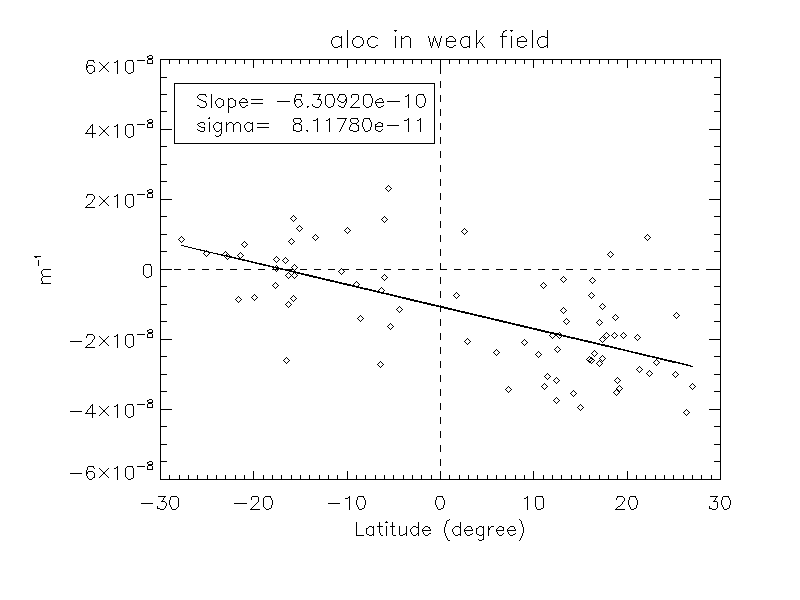 aloc in weak field
6×10⁻⁸
Slope= −6.30920e−10
sigma= 8.11780e−11
4×10⁻⁸
2×10⁻⁸
0
−2×10⁻⁸
−4×10⁻⁸
−6×10⁻⁸
m⁻¹
−30 −20 −10 0 10 20 30
Latitude (degree)